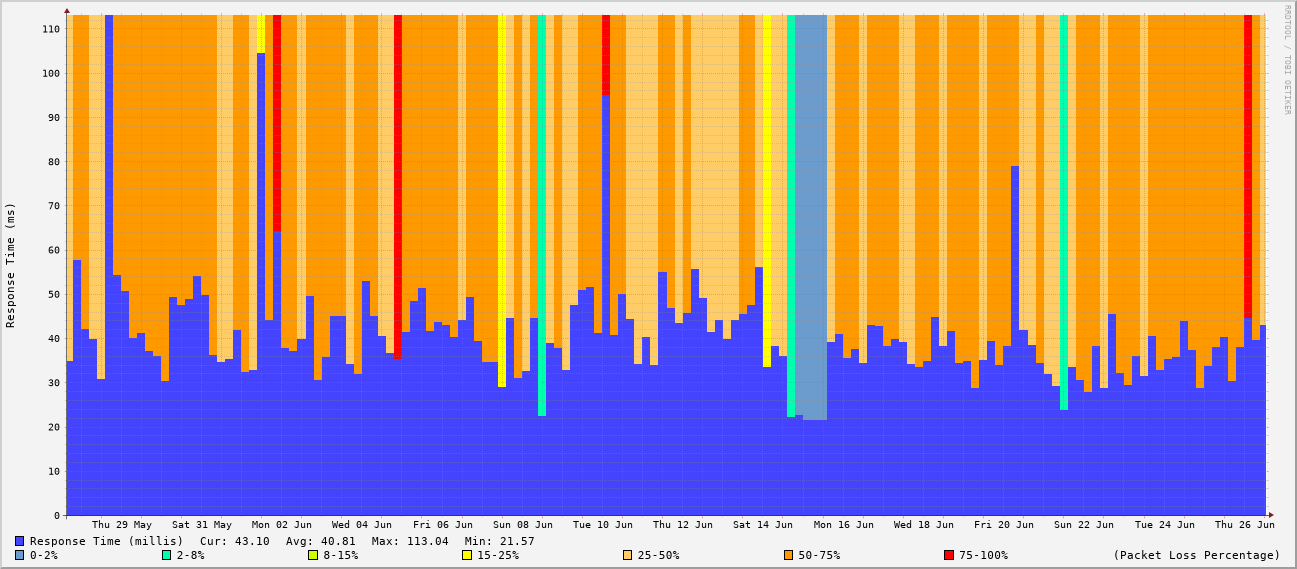 RRDTOOL / TOBI OETIKER
Response Time (ms)
110
100
90
80
70
60
50
40
30
20
10
0
Thu 29 May Sat 31 May Mon 02 Jun Wed 04 Jun Fri 06 Jun Sun 08 Jun Tue 10 Jun Thu 12 Jun Sat 14 Jun Mon 16 Jun Wed 18 Jun Fri 20 Jun Sun 22 Jun Tue 24 Jun Thu 26 Jun
Response Time (millis) Cur: 43.10 Avg: 40.81 Max: 113.04 Min: 21.57
0-2% 2-8% 8-15% 15-25% 25-50% 50-75% 75-100% (Packet Loss Percentage)